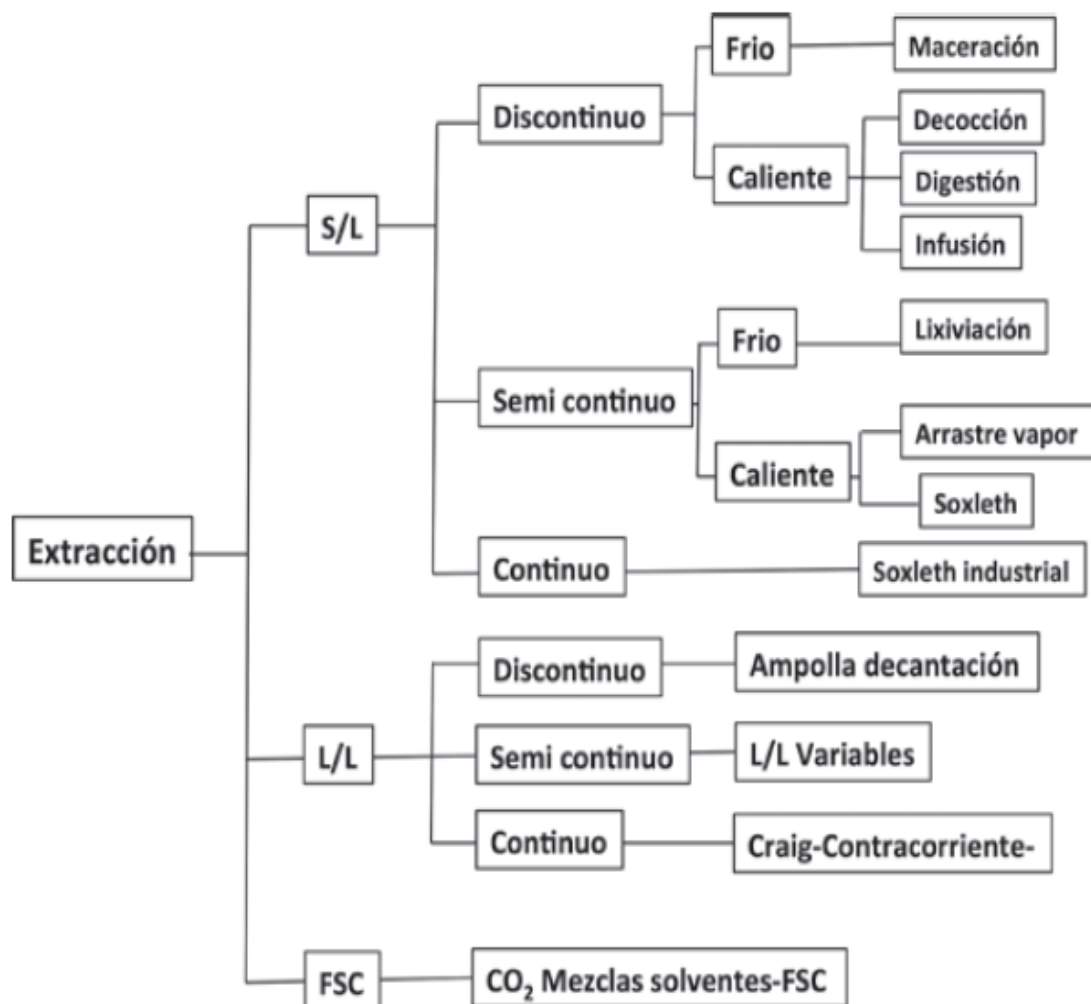 Extracción
S/L
Discontinuo
Frio
Maceración
Caliente
Decocción
Digestión
Infusión
Semi continuo
Frio
Lixiviación
Caliente
Arrastre vapor
Soxleth
Continuo
Soxleth industrial
L/L
Discontinuo
Ampolla decantación
Semi continuo
L/L Variables
Continuo
Craig-Contracorriente-
FSC
CO₂ Mezclas solventes-FSC